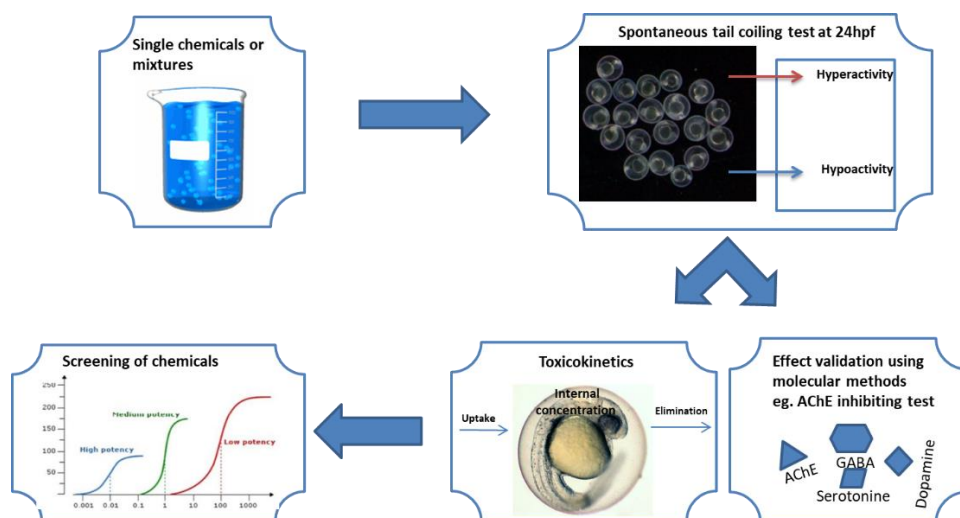 Single chemicals or
mixtures
Spontaneous tail coiling test at 24hpf
Hyperactivity
Hypoactivity
Screening of chemicals
250
200
150
100
50
High potency
Medium potency
Low potency
0.001 0.01 0.1 1 10 100 1000
Toxicokinetics
Uptake
Internal
concentration
Elimination
Effect validation using
molecular methods
eg. AChE inhibiting test
AChE
GABA
Serotonine
Dopamine